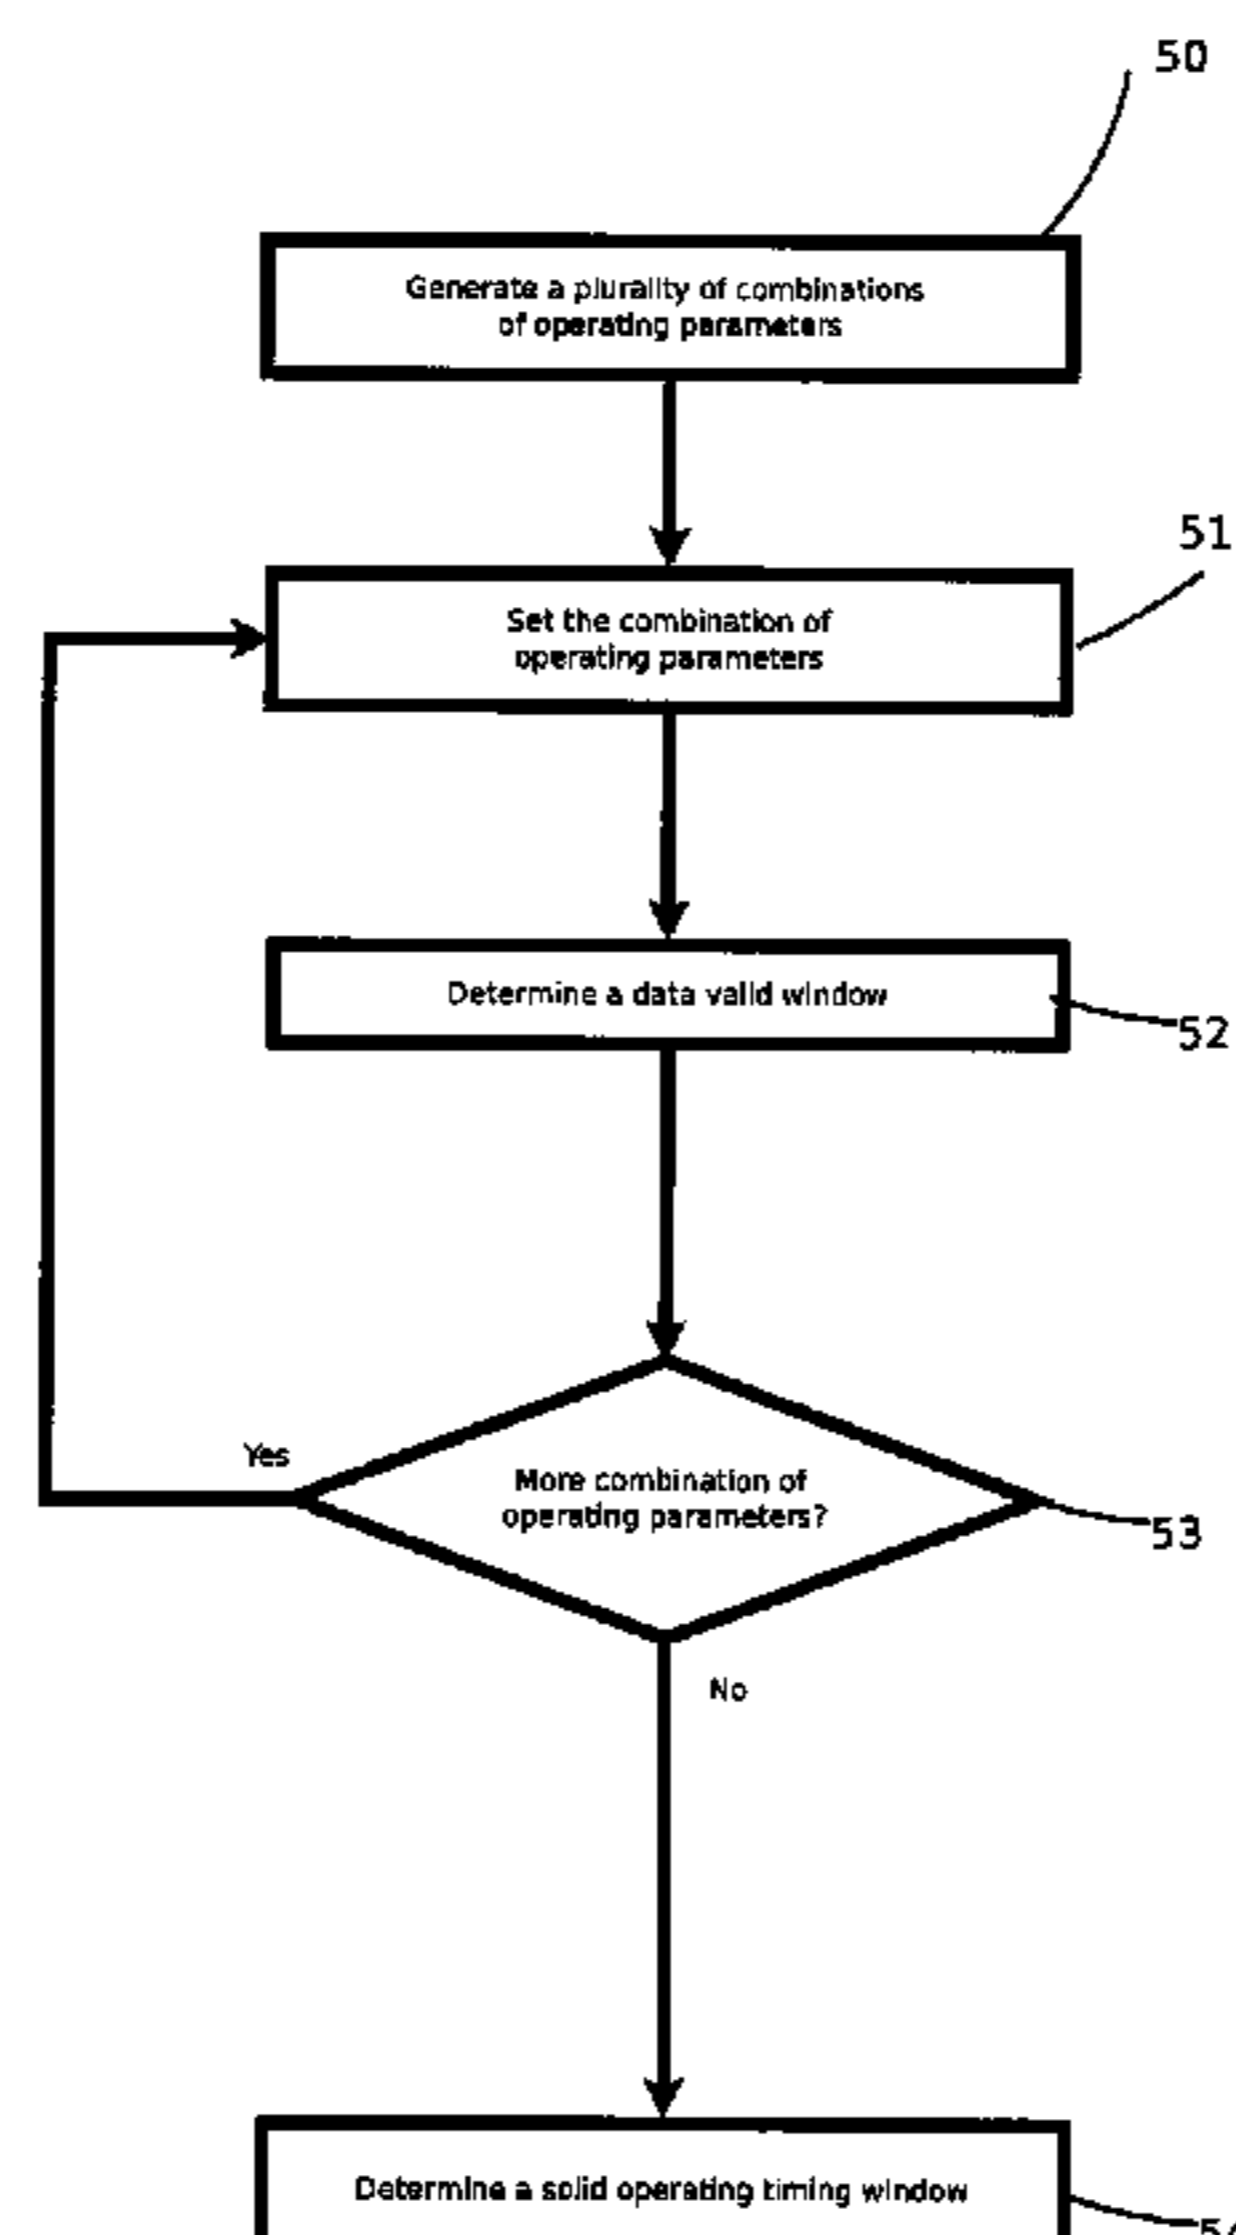 50
Generate a plurality of combinations
of operating parameters
51
Set the combination of
operating parameters
Determine a data valid window
52
Yes
More combination of
operating parameters?
53
No
Determine a solid operating timing window